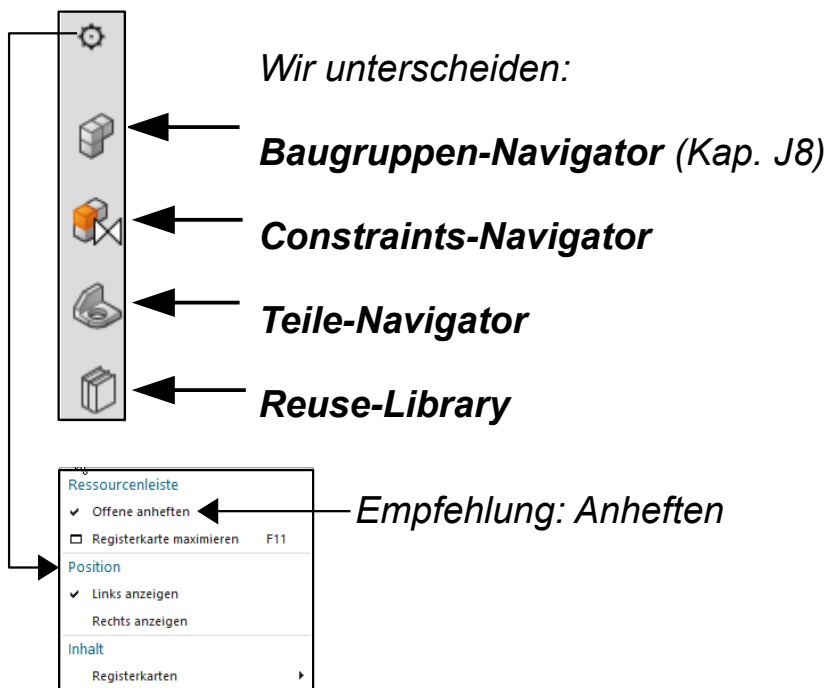 Wir unterscheiden:
Baugruppen-Navigator (Kap. J8)
Constraints-Navigator
Teile-Navigator
Reuse-Library
Ressourcenleiste
Offene anheften
Empfehlung: Anheften
Registerkarte maximieren F11
Position
Links anzeigen
Rechts anzeigen
Inhalt
Registerkarten